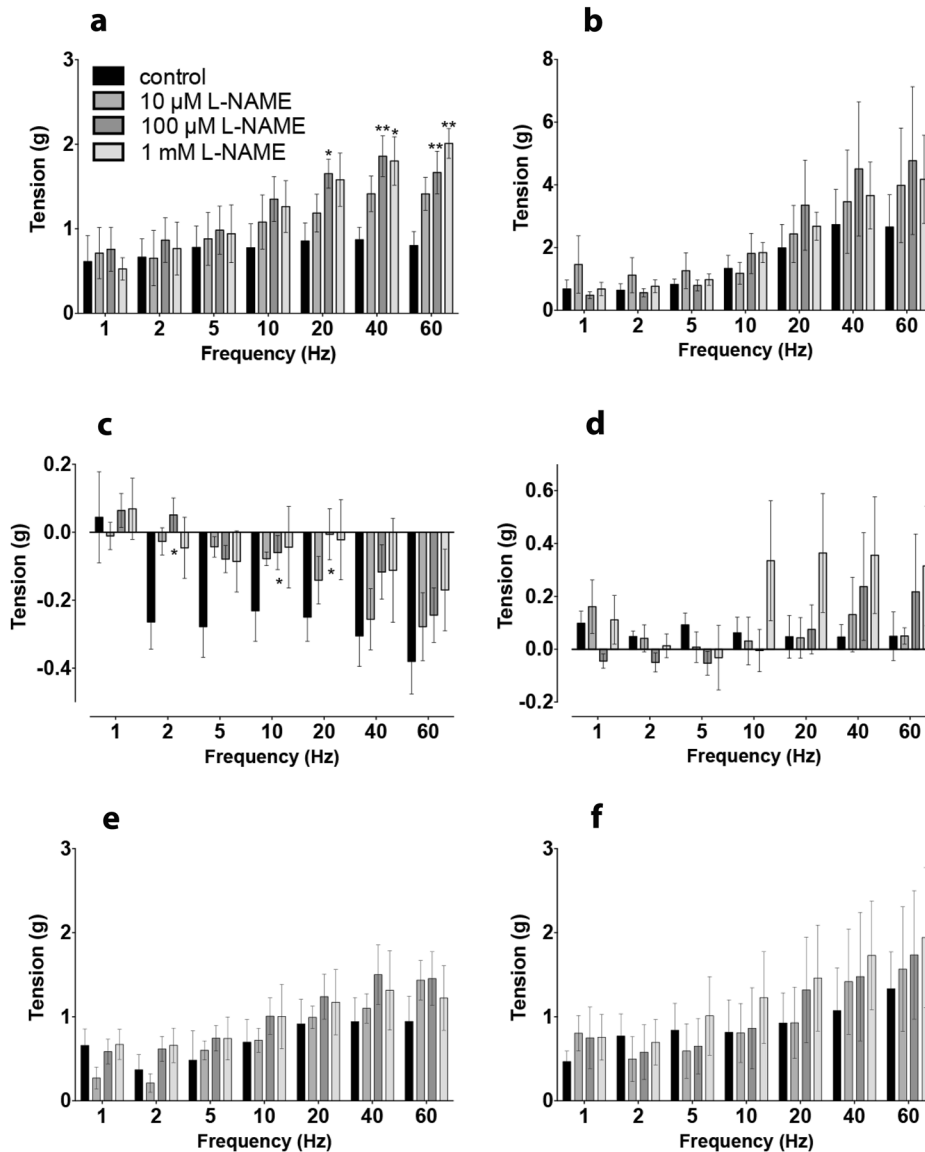 a
3
2
1
0
Tension (g)
control
10 µM L-NAME
100 µM L-NAME
1 mM L-NAME
*
**
*
**
**
1 2 5 10 20 40 60
Frequency (Hz)
b
8
6
4
2
0
Tension (g)
1 2 5 10 20 40 60
Frequency (Hz)
c
0.2
0.0
-0.2
-0.4
Tension (g)
*
*
*
1 2 5 10 20 40 60
Frequency (Hz)
d
0.6
0.4
0.2
0.0
-0.2
Tension (g)
1 2 5 10 20 40 60
Frequency (Hz)
e
3
2
1
0
Tension (g)
1 2 5 10 20 40 60
Frequency (Hz)
f
3
2
1
0
Tension (g)
1 2 5 10 20 40 60
Frequency (Hz)